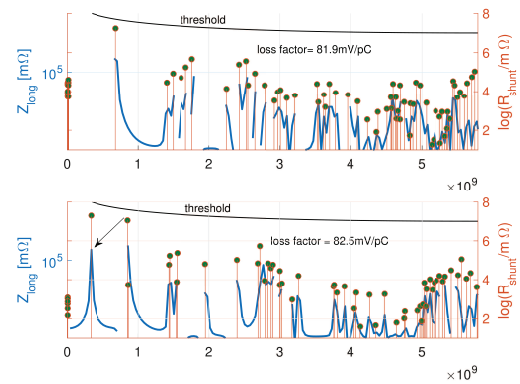 threshold
loss factor= 81.9mV/pC
Z_long [mΩ]
10^5
8
6
4
2
log(R_shunt/m Ω)
0 1 2 3 4 5
×10^9
threshold
loss factor = 82.5mV/pC
Z_long [mΩ]
10^5
8
6
4
2
log(R_shunt/m Ω)
0 1 2 3 4 5
×10^9